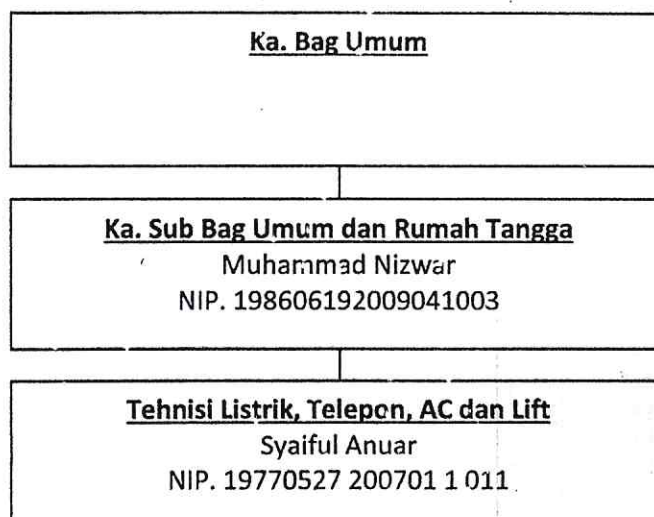 Ka. Bag Umum
Ka. Sub Bag Umum dan Rumah Tangga
Muhammad Nizwar
NIP. 198606192009041003
Tehnisi Listrik, Telepon, AC dan Lift
Syaiful Anuar
NIP. 19770527 200701 1 011